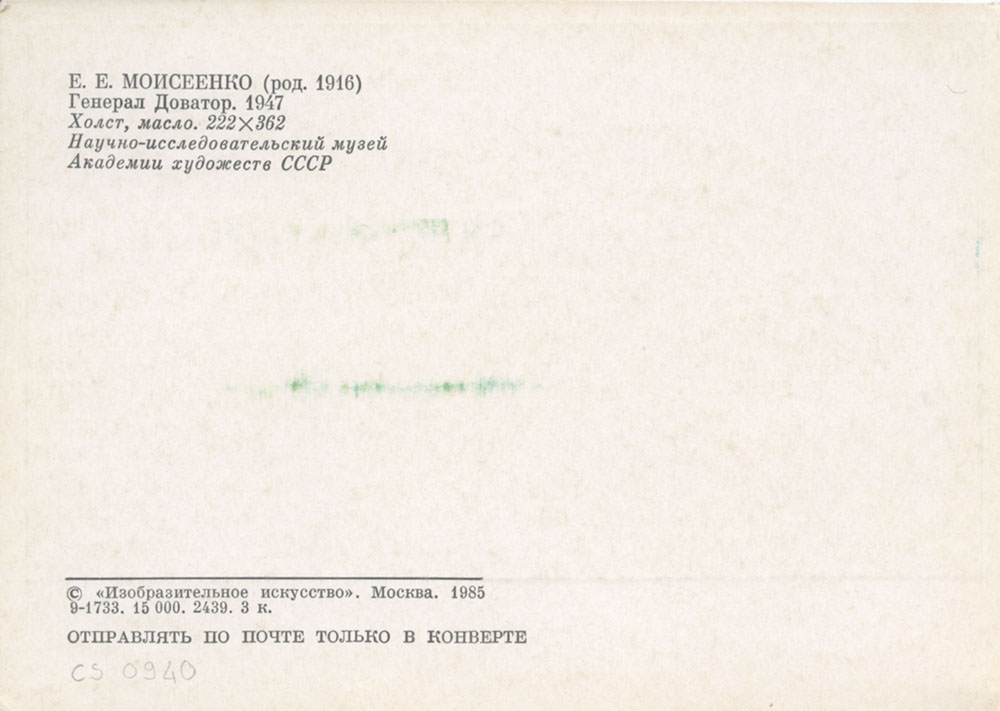 Е. Е. МОИСЕЕНКО (род. 1916)
Генерал Доватор. 1947
Холст, масло. 222×362
Научно-исследовательский музей
Академии художеств СССР
© «Изобразительное искусство». Москва. 1985
9-1733. 15 000. 2439. 3 к.
ОТПРАВЛЯТЬ ПО ПОЧТЕ ТОЛЬКО В КОНВЕРТЕ
CS 0940